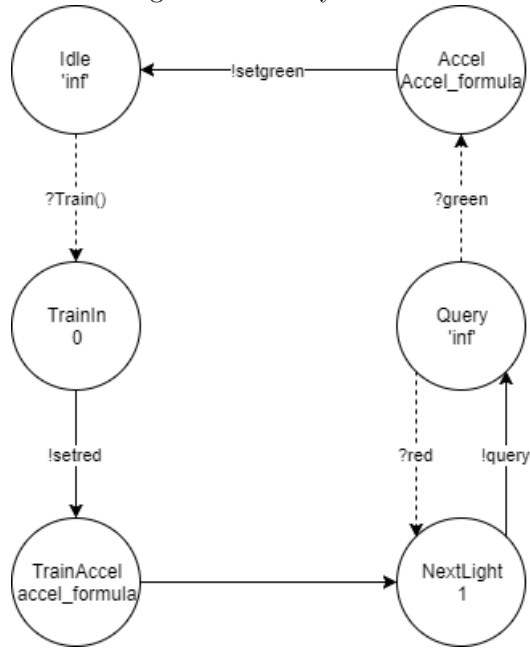 Idle
'inf'
!setgreen
Accel
Accel_formula
?Train()
?green
TrainIn
0
Query
'inf'
!setred
?red
!query
TrainAccel
accel_formula
NextLight
1